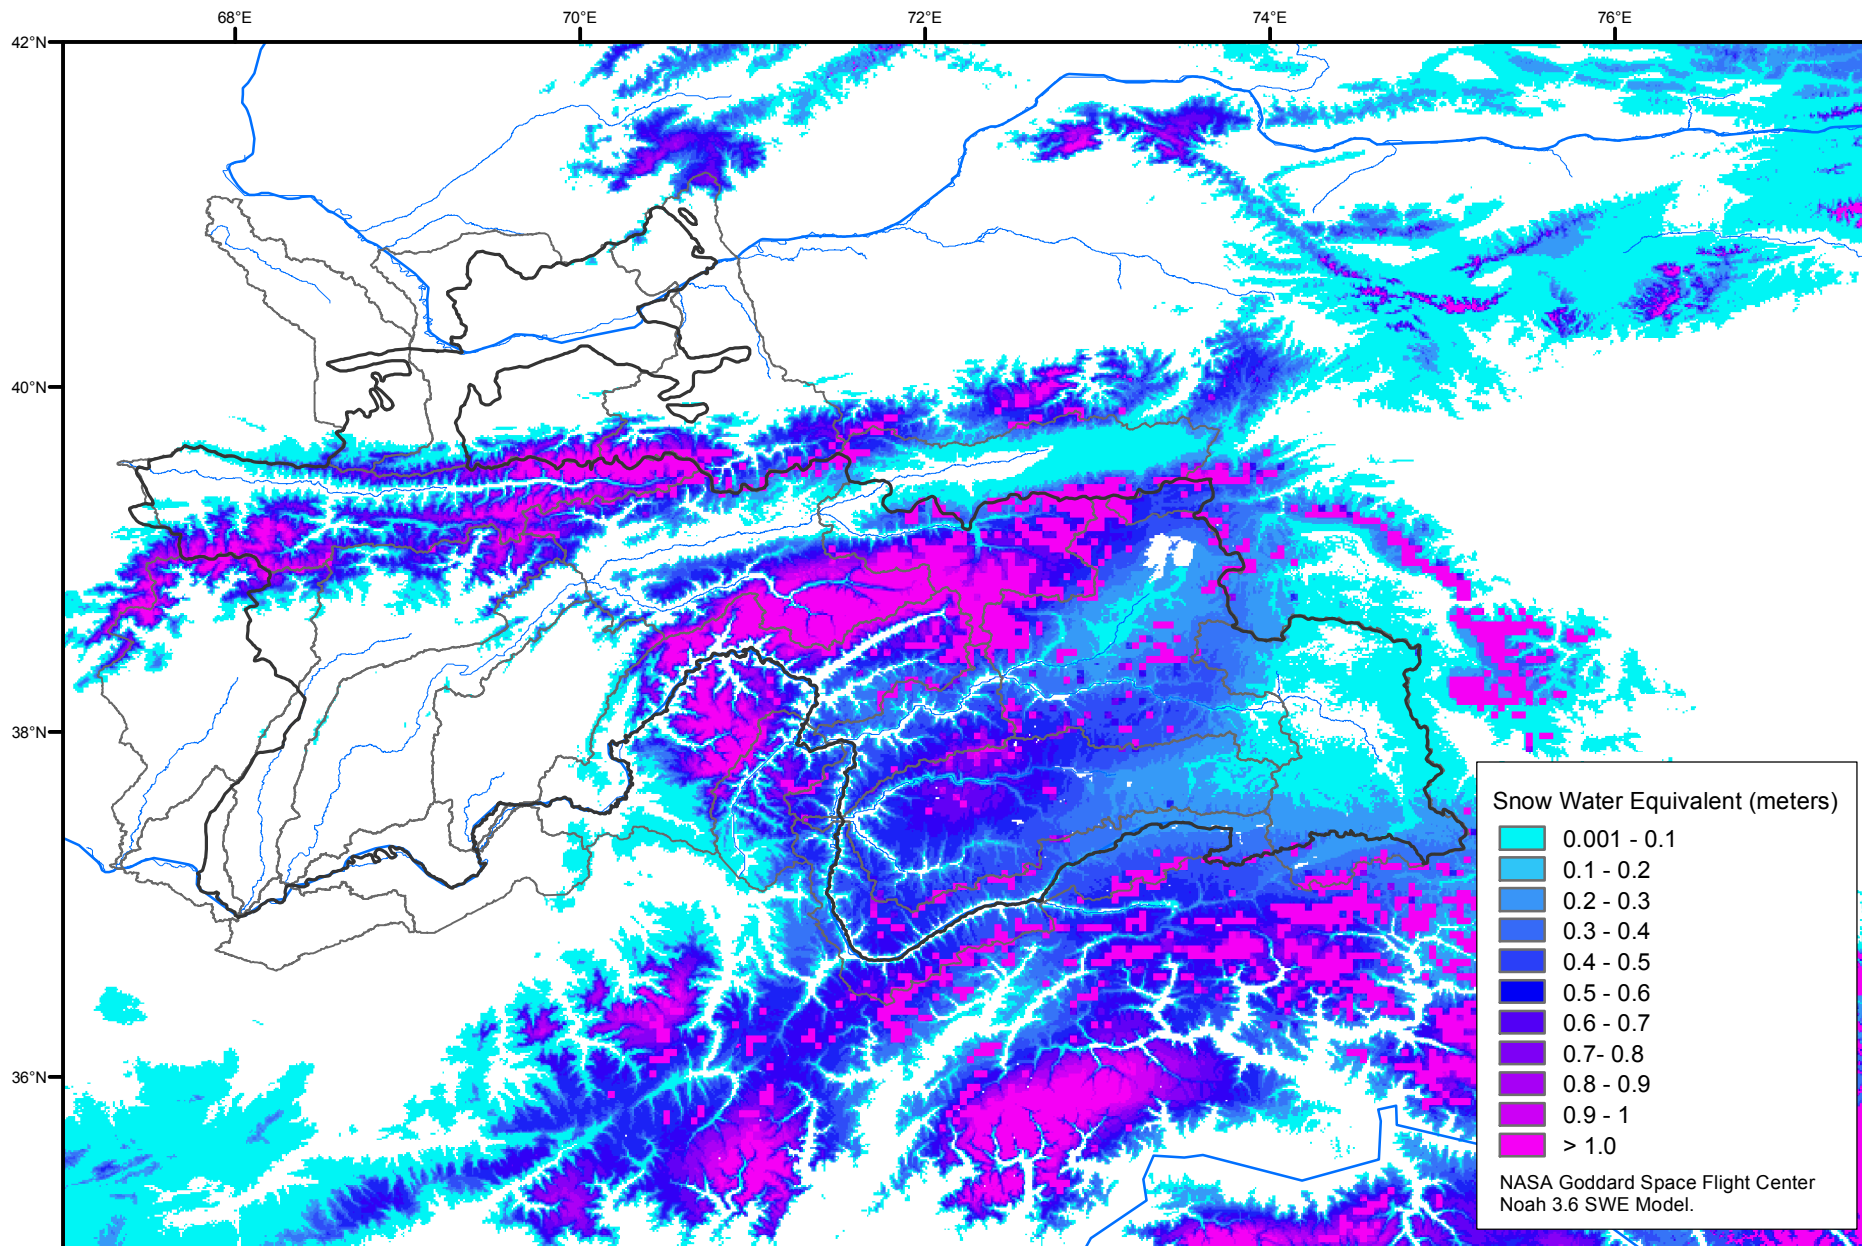 68°E 70°E 72°E 74°E 76°E
42°N
40°N
38°N
36°N
Snow Water Equivalent (meters)
0.001 - 0.1
0.1 - 0.2
0.2 - 0.3
0.3 - 0.4
0.4 - 0.5
0.5 - 0.6
0.6 - 0.7
0.7- 0.8
0.8 - 0.9
0.9 - 1
> 1.0
NASA Goddard Space Flight Center
Noah 3.6 SWE Model.